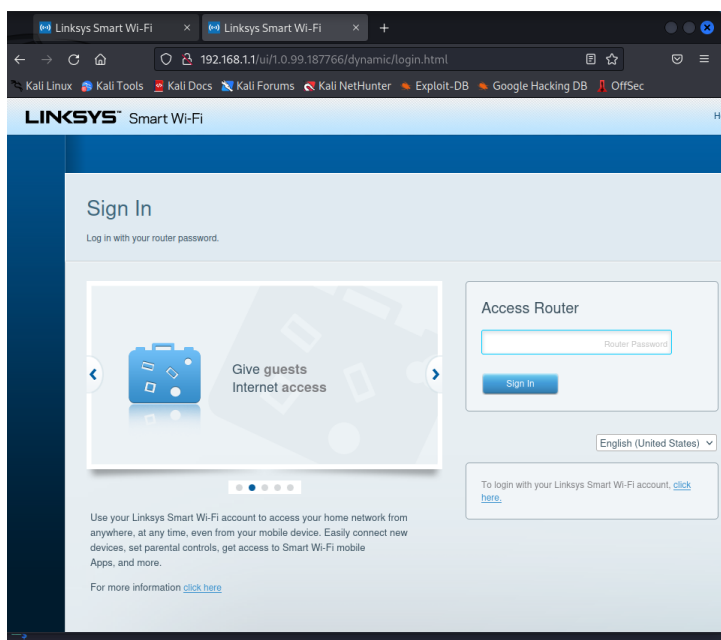 Linksys Smart Wi-Fi
Linksys Smart Wi-Fi
192.168.1.1/ui/1.0.99.187766/dynamic/login.html
Kali Linux Kali Tools Kali Docs Kali Forums Kali NetHunter Exploit-DB Google Hacking DB OffSec
LINKSYS™ Smart Wi-Fi
Sign In
Log in with your router password.
Give guests
Internet access
Use your Linksys Smart Wi-Fi account to access your home network from
anywhere, at any time, even from your mobile device. Easily connect new
devices, set parental controls, get access to Smart Wi-Fi mobile
Apps, and more.
For more information click here
Access Router
Router Password
Sign In
English (United States)
To login with your Linksys Smart Wi-Fi account, click
here.